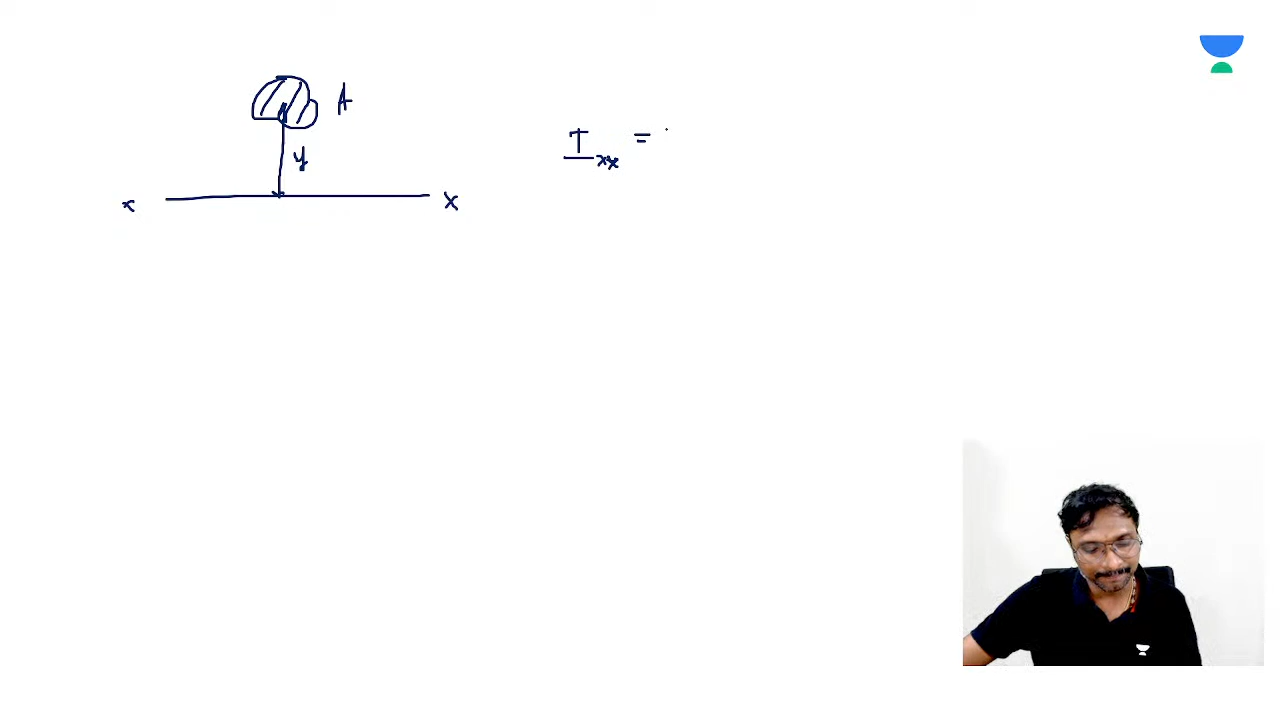 A
y
x x
I_xx =